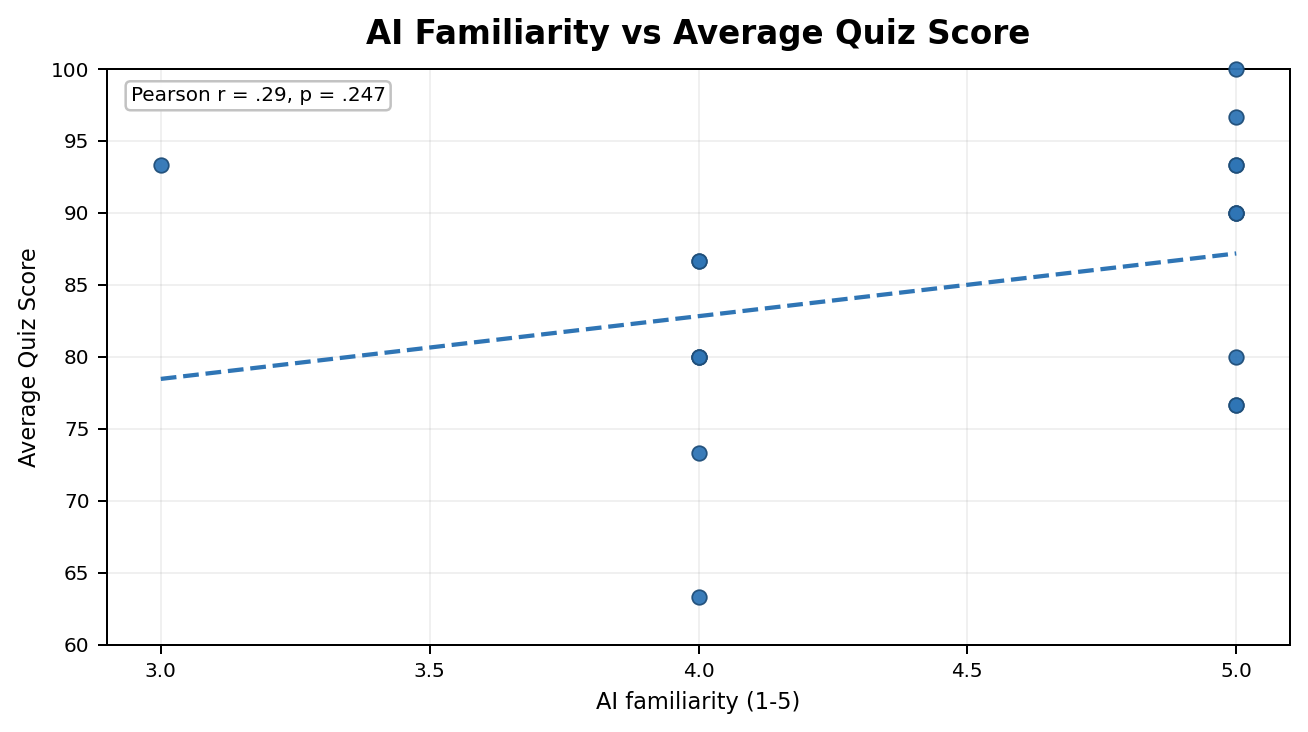 AI Familiarity vs Average Quiz Score
Pearson r = .29, p = .247
100
95
90
85
80
75
70
65
60
Average Quiz Score
3.0 3.5 4.0 4.5 5.0
AI familiarity (1-5)